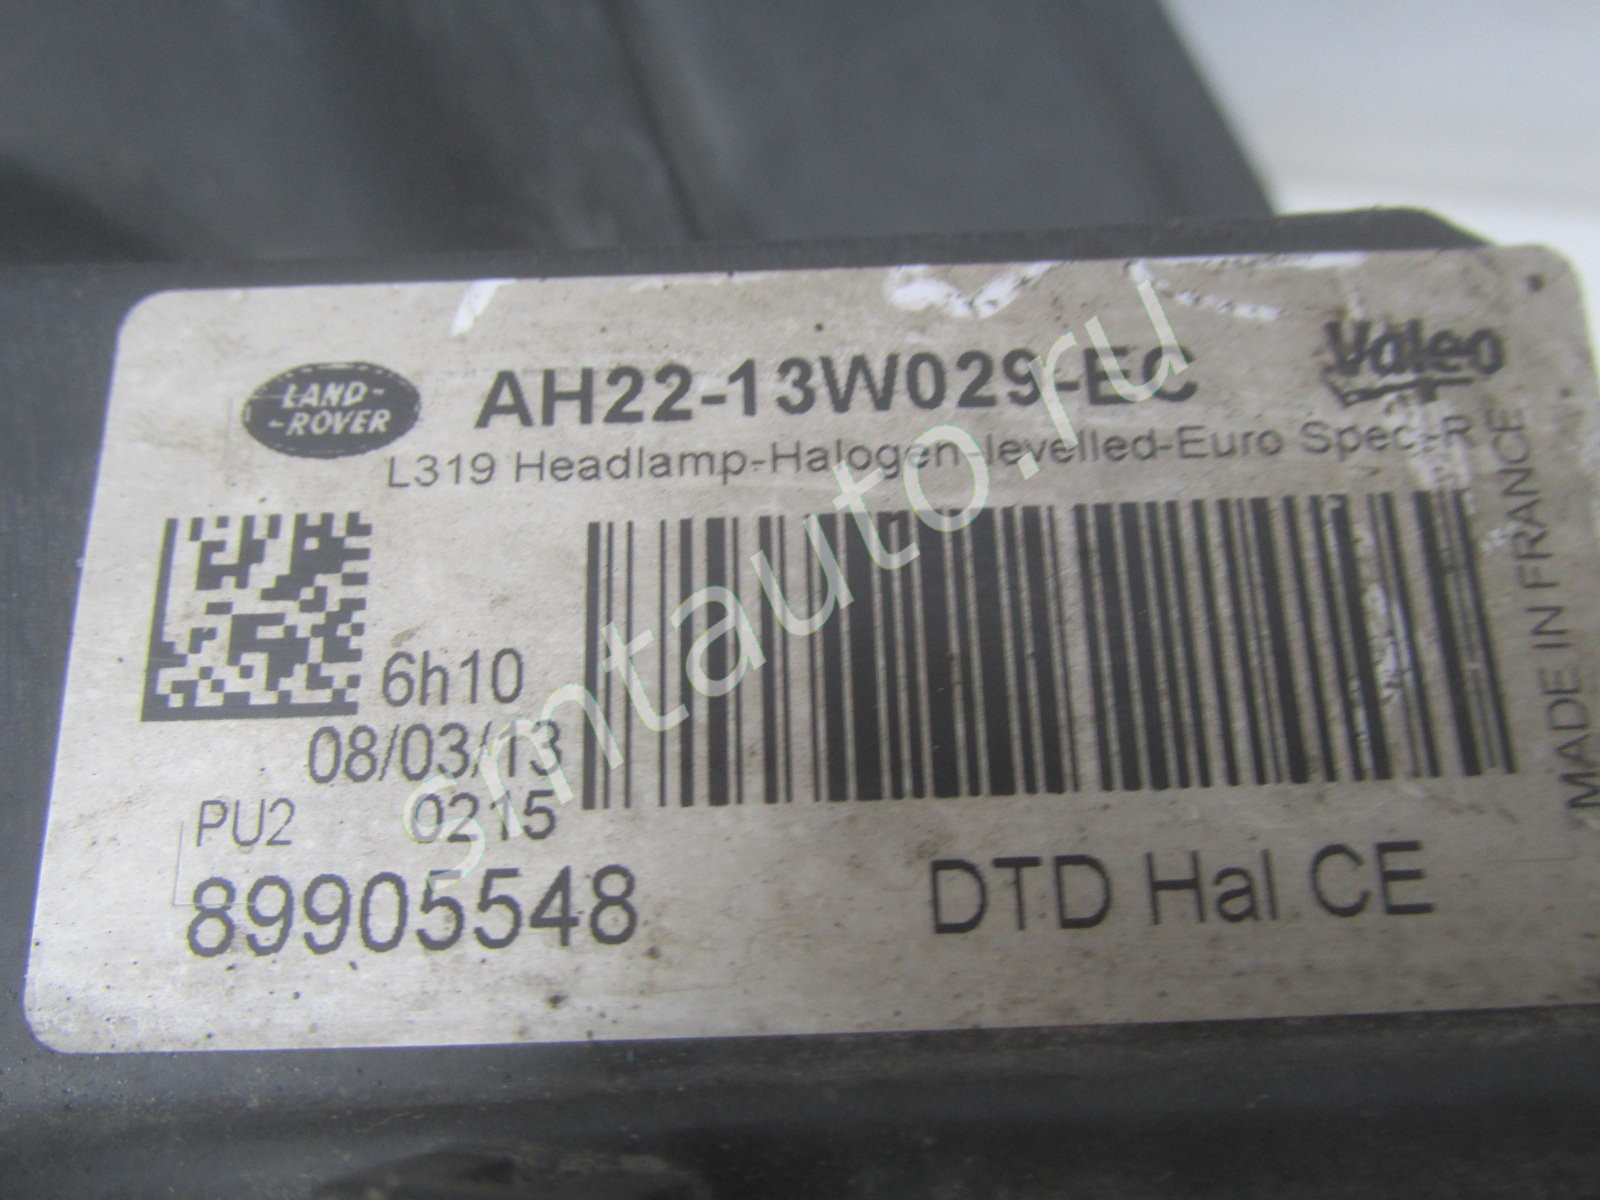 LAND-
-ROVER
AH22-13W029-EC
Valeo
L319 Headlamp-Halogen-levelled-Euro Spec-R
6h10
08/03/13
PU2 0215
89905548
DTD Hal CE
MADE IN FRANCE
smtauto.ru